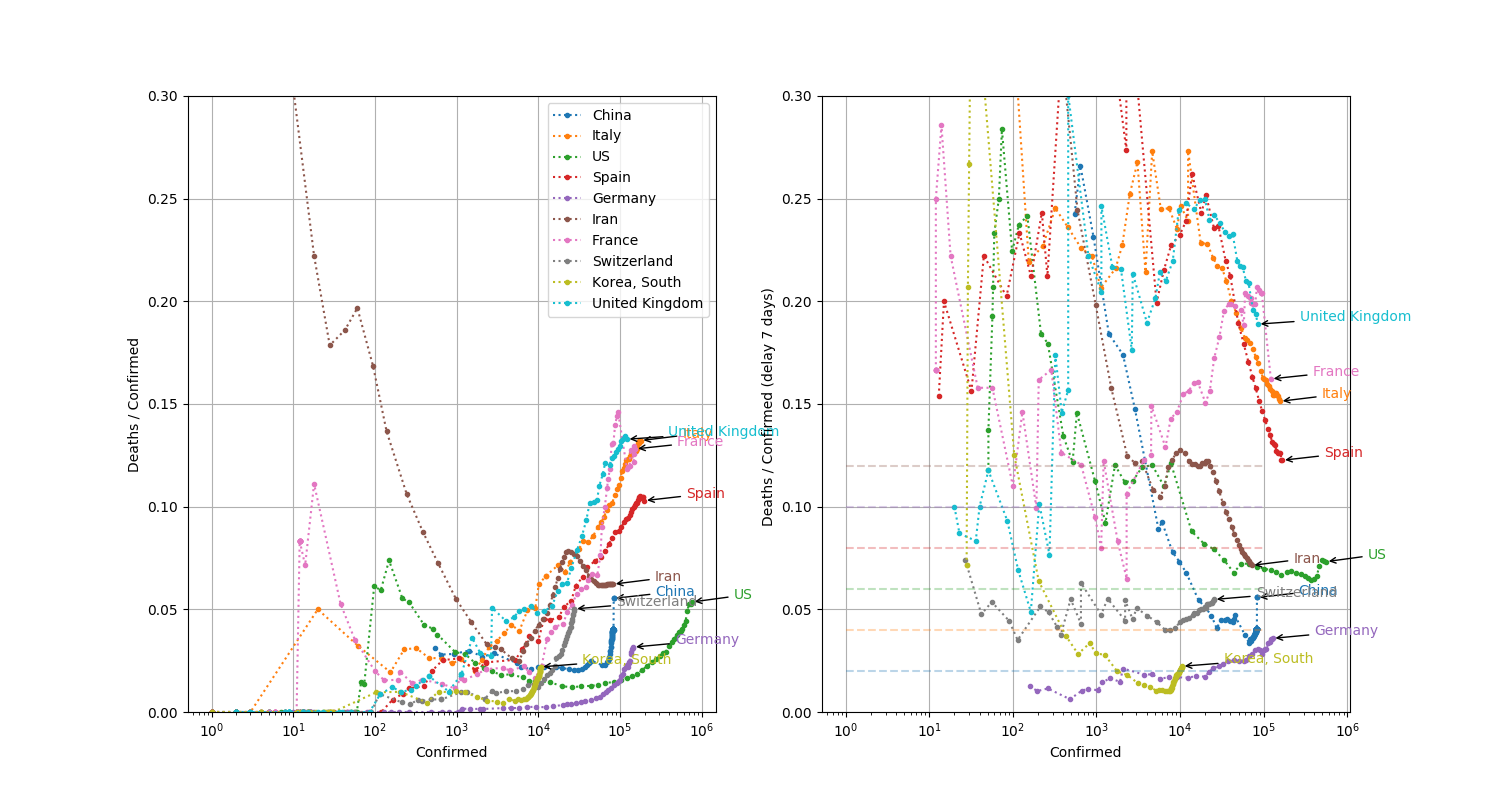 0.30
0.25
0.20
0.15
0.10
0.05
0.00
Deaths / Confirmed
10⁰
10¹
10²
10³
10⁴
10⁵
10⁶
Confirmed
China
Italy
US
Spain
Germany
Iran
France
Switzerland
Korea, South
United Kingdom
United Kingdom
Italy
France
Spain
Iran
China
Switzerland
US
Germany
Korea, South
0.30
0.25
0.20
0.15
0.10
0.05
0.00
Deaths / Confirmed (delay 7 days)
10⁰
10¹
10²
10³
10⁴
10⁵
10⁶
Confirmed
United Kingdom
France
Italy
Spain
US
Iran
China
Switzerland
Germany
Korea, South